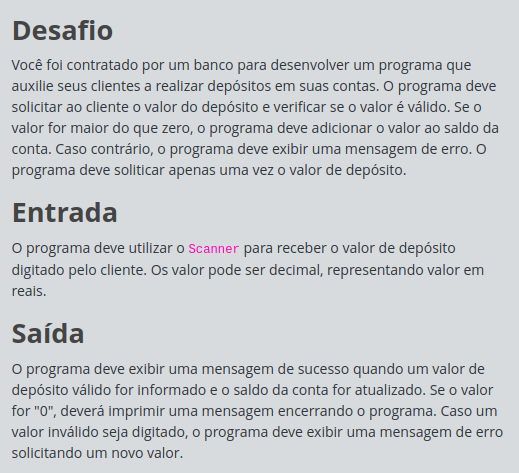 Desafio
Você foi contratado por um banco para desenvolver um programa que
auxilie seus clientes a realizar depósitos em suas contas. O programa deve
solicitar ao cliente o valor do depósito e verificar se o valor é válido. Se o
valor for maior do que zero, o programa deve adicionar o valor ao saldo da
conta. Caso contrário, o programa deve exibir uma mensagem de erro. O
programa deve soliticar apenas uma vez o valor de depósito.
Entrada
O programa deve utilizar o Scanner para receber o valor de depósito
digitado pelo cliente. Os valor pode ser decimal, representando valor em
reais.
Saída
O programa deve exibir uma mensagem de sucesso quando um valor de
depósito válido for informado e o saldo da conta for atualizado. Se o valor
for "0", deverá imprimir uma mensagem encerrando o programa. Caso um
valor inválido seja digitado, o programa deve exibir uma mensagem de erro
solicitando um novo valor.